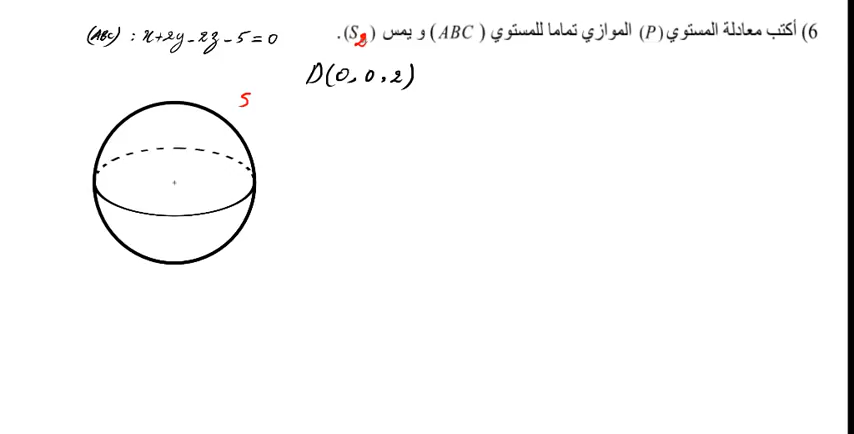 6) أكتب معادلة المستوي (P) الموازي تماما للمستوي (ABC) و يمس (S2).
(ABC) : x+2y-2z-5=0
D(0,0,2)
S